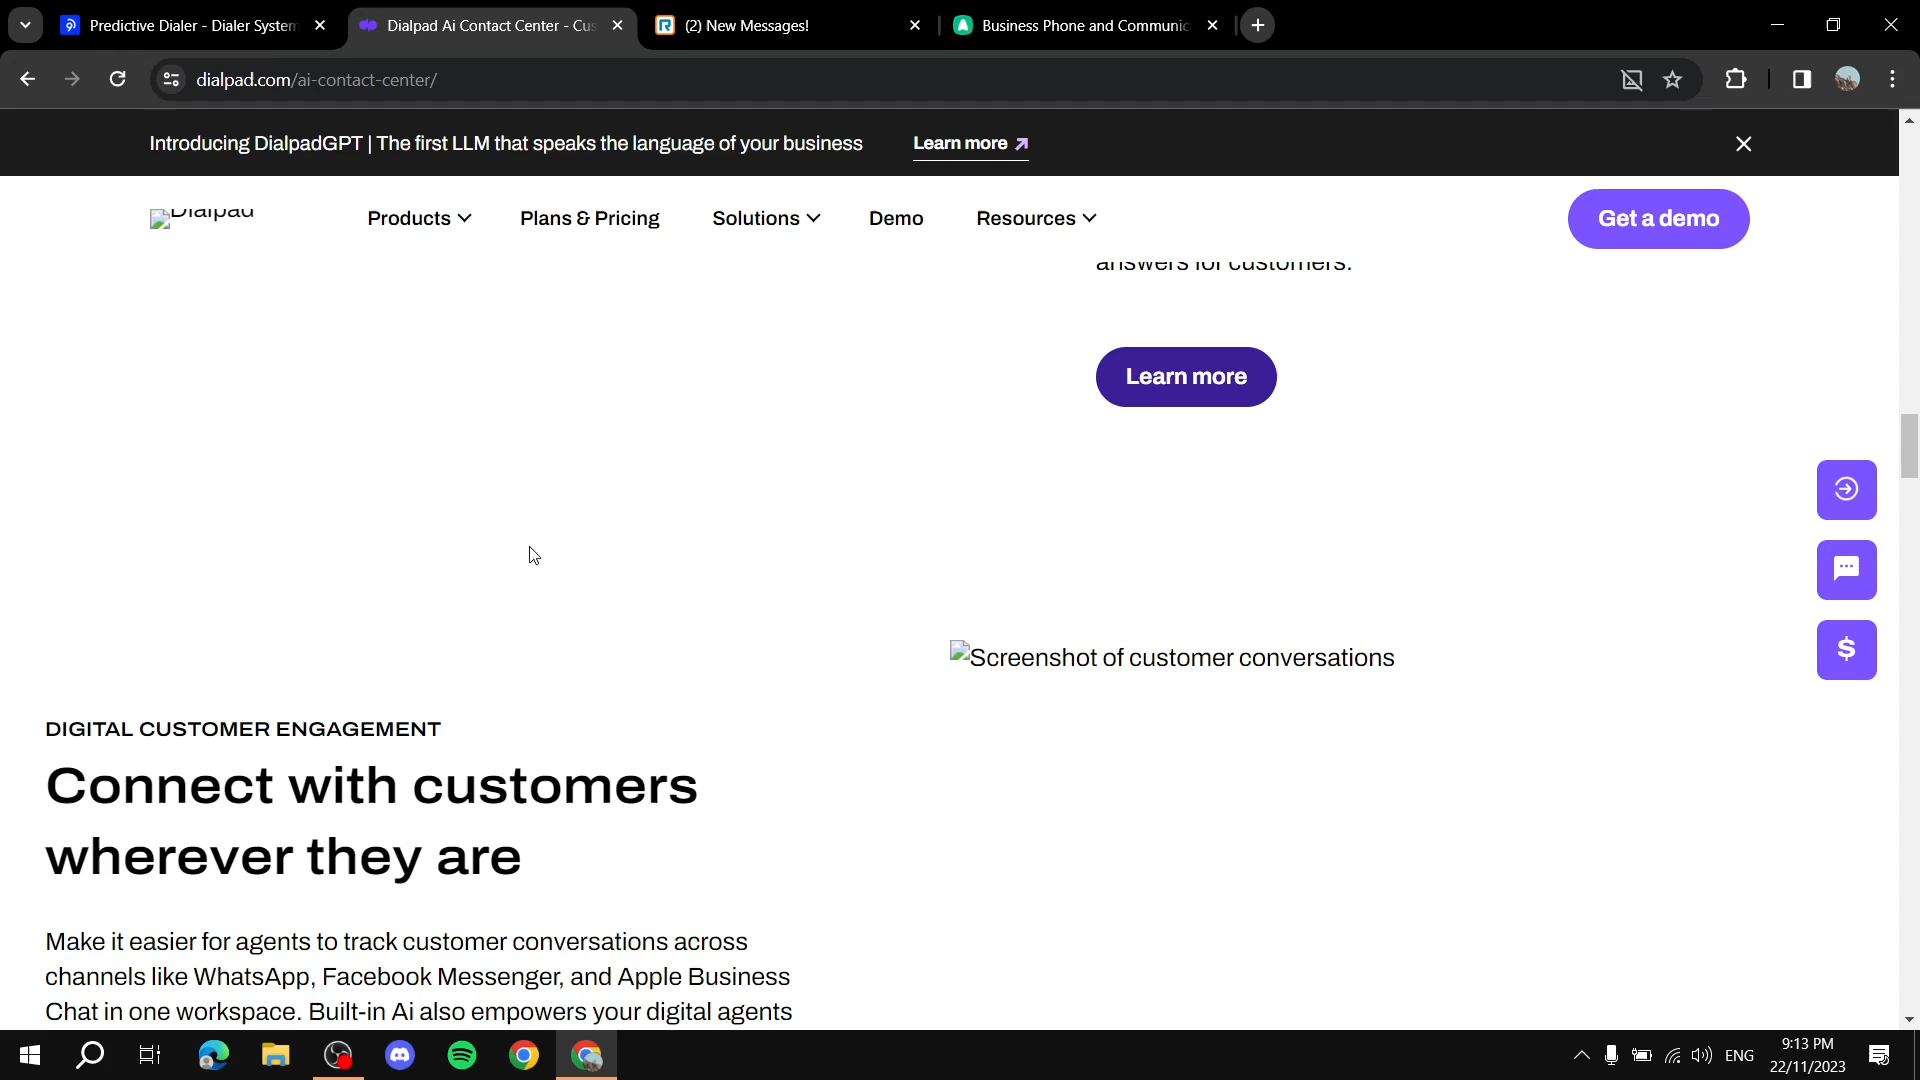 Predictive Dialer - Dialer System
Dialpad Ai Contact Center - Cus
(2) New Messages!
Business Phone and Communic
dialpad.com/ai-contact-center/
Introducing DialpadGPT | The first LLM that speaks the language of your business
Learn more
Dialpad
Products
Plans & Pricing
Solutions
Demo
Resources
Get a demo
answers for customers.
Learn more
Screenshot of customer conversations
$
DIGITAL CUSTOMER ENGAGEMENT
Connect with customers
wherever they are
Make it easier for agents to track customer conversations across
channels like WhatsApp, Facebook Messenger, and Apple Business
Chat in one workspace. Built-in Ai also empowers your digital agents
ENG
9:13 PM
22/11/2023